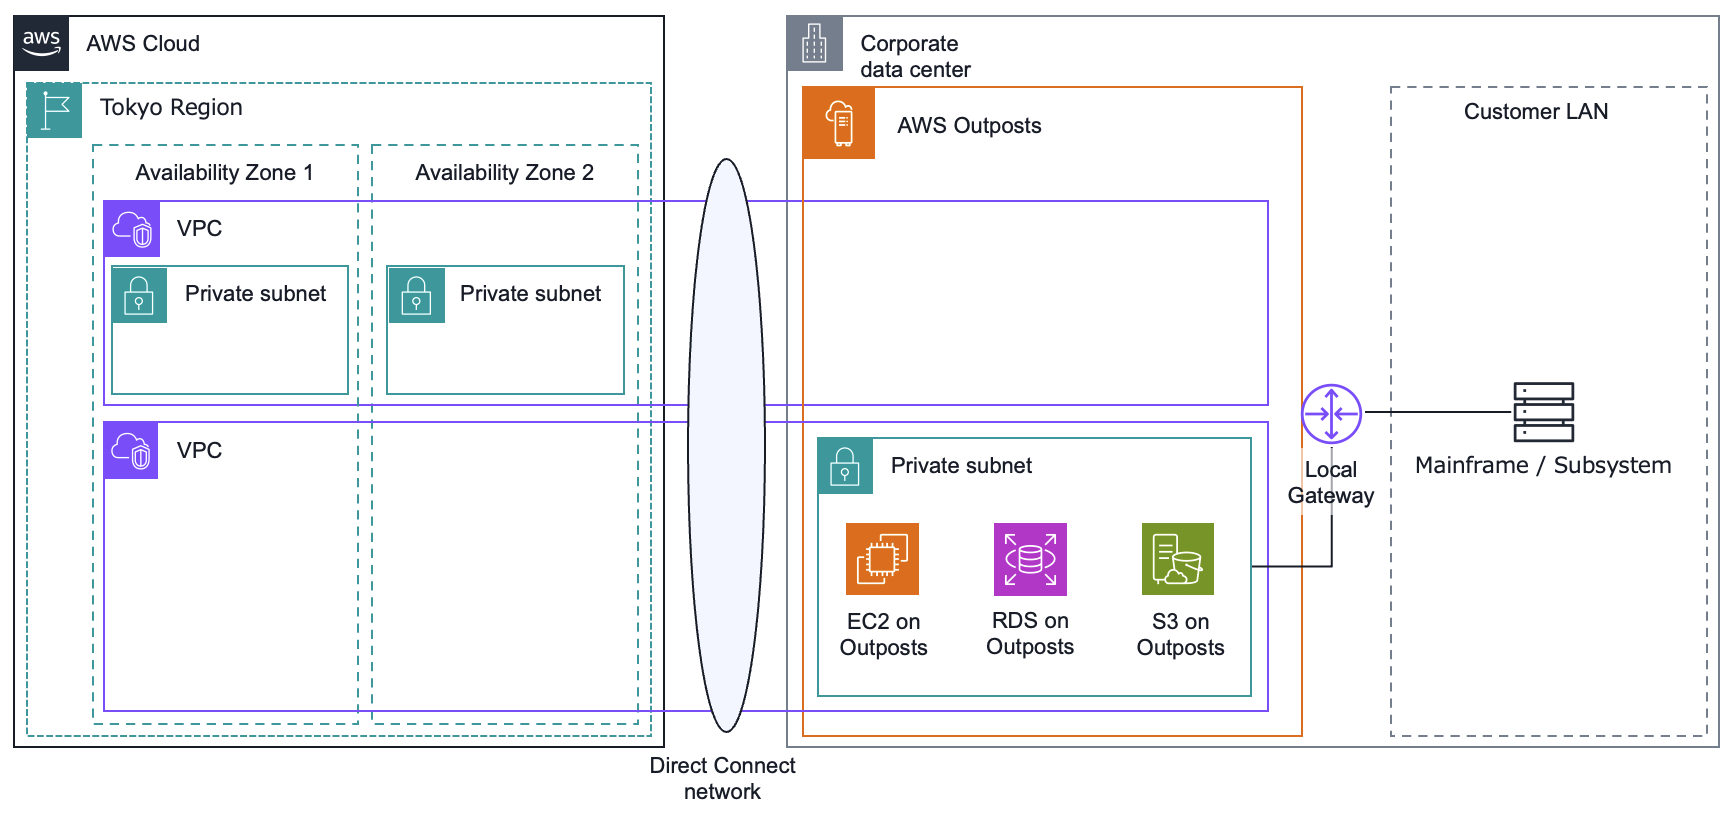 aws
AWS Cloud
Tokyo Region
Availability Zone 1
Availability Zone 2
VPC
Private subnet
Private subnet
VPC
Direct Connect
network
Corporate
data center
AWS Outposts
Private subnet
EC2 on
Outposts
RDS on
Outposts
S3 on
Outposts
Local
Gateway
Customer LAN
Mainframe / Subsystem